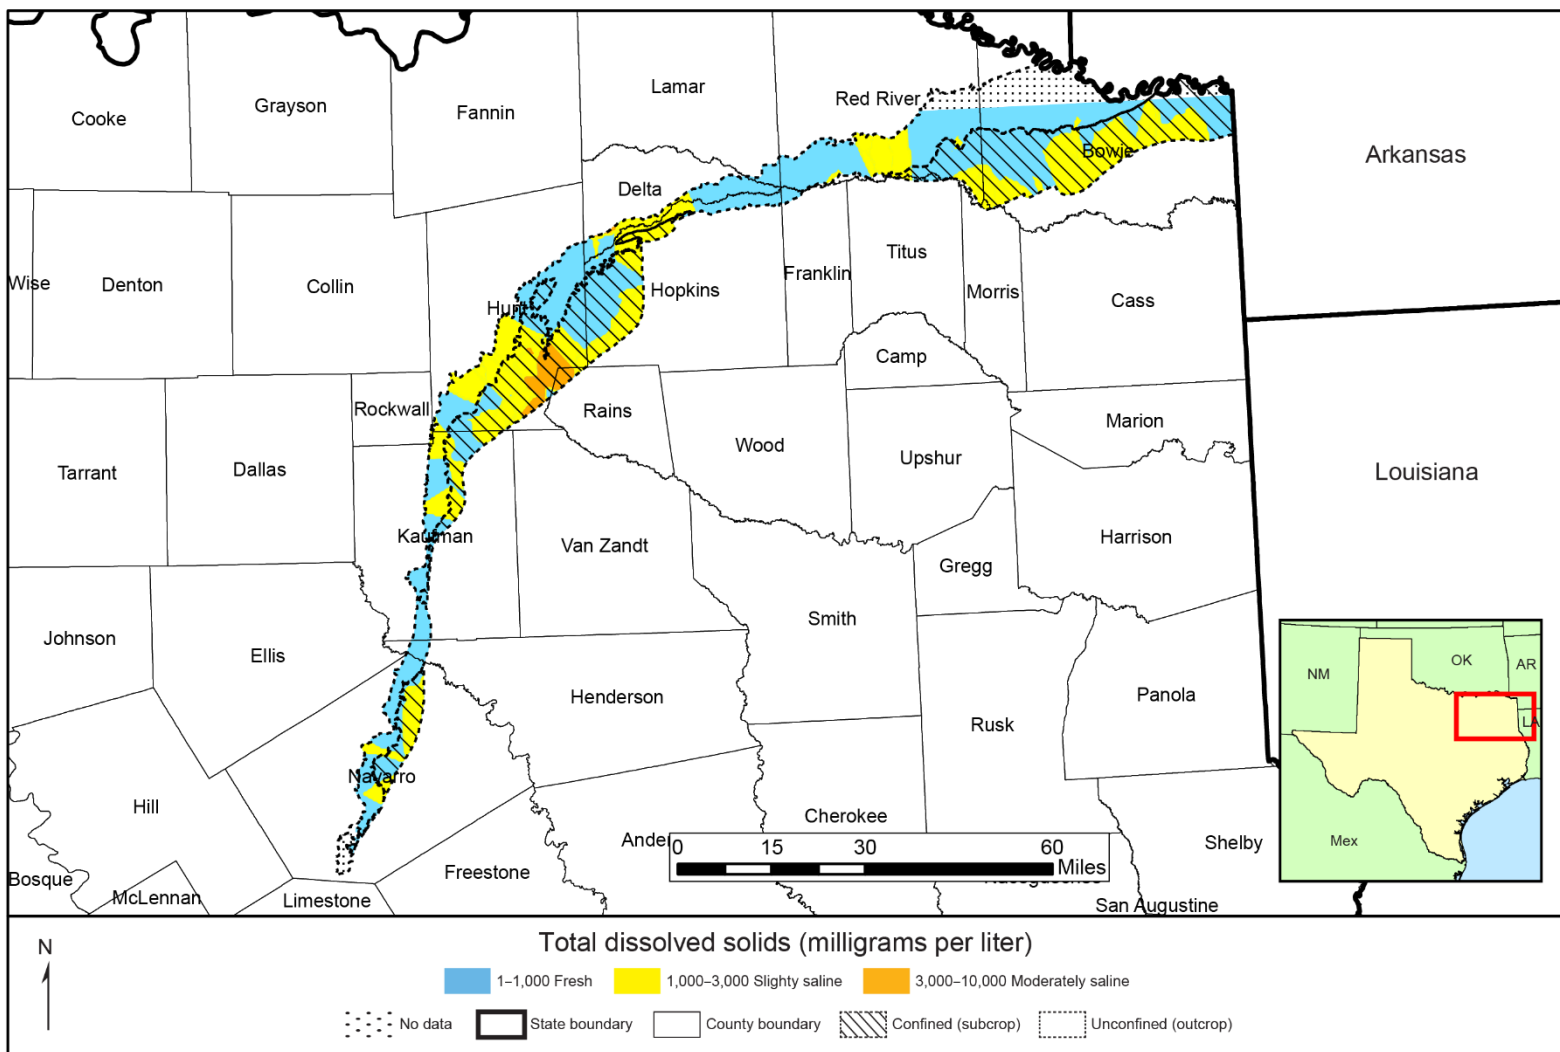 Lamar
Red River
Cooke
Grayson
Fannin
Bowie
Arkansas
Delta
Titus
Franklin
Wise
Denton
Collin
Hunt
Hopkins
Morris
Cass
Camp
Rockwall
Rains
Marion
Wood
Upshur
Tarrant
Dallas
Louisiana
Kaufman
Van Zandt
Harrison
Gregg
Smith
Johnson
Ellis
Henderson
Panola
Rusk
NM
OK
AR
LA
Mex
Navarro
Hill
Cherokee
Ander
Shelby
0 15 30 60
Miles
Freestone
Bosque
McLennan
Limestone
San Augustine
N
Total dissolved solids (milligrams per liter)
1–1,000 Fresh
1,000–3,000 Slighty saline
3,000–10,000 Moderately saline
No data
State boundary
County boundary
Confined (subcrop)
Unconfined (outcrop)